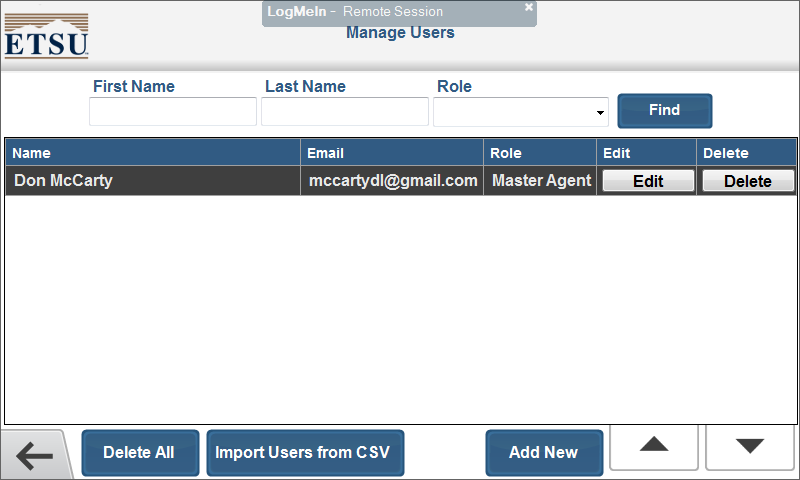 LogMeIn - Remote Session
ETSU
Manage Users
First Name Last Name Role
Find
Name Email Role Edit Delete
Don McCarty mccartydl@gmail.com Master Agent Edit Delete
Delete All Import Users from CSV Add New